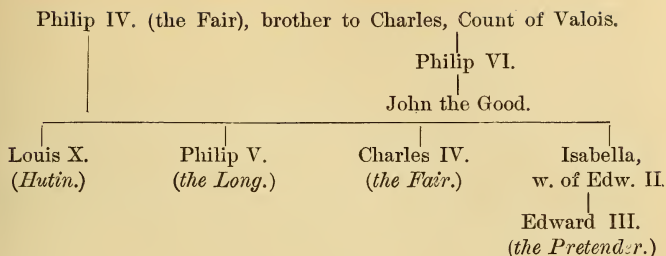 Philip IV. (the Fair), brother to Charles, Count of Valois.
Philip VI.
John the Good.
Louis X. Philip V. Charles IV. Isabella,
(Hutin.) (the Long.) (the Fair.) w. of Edw. II.
Edward III.
(the Pretender.)